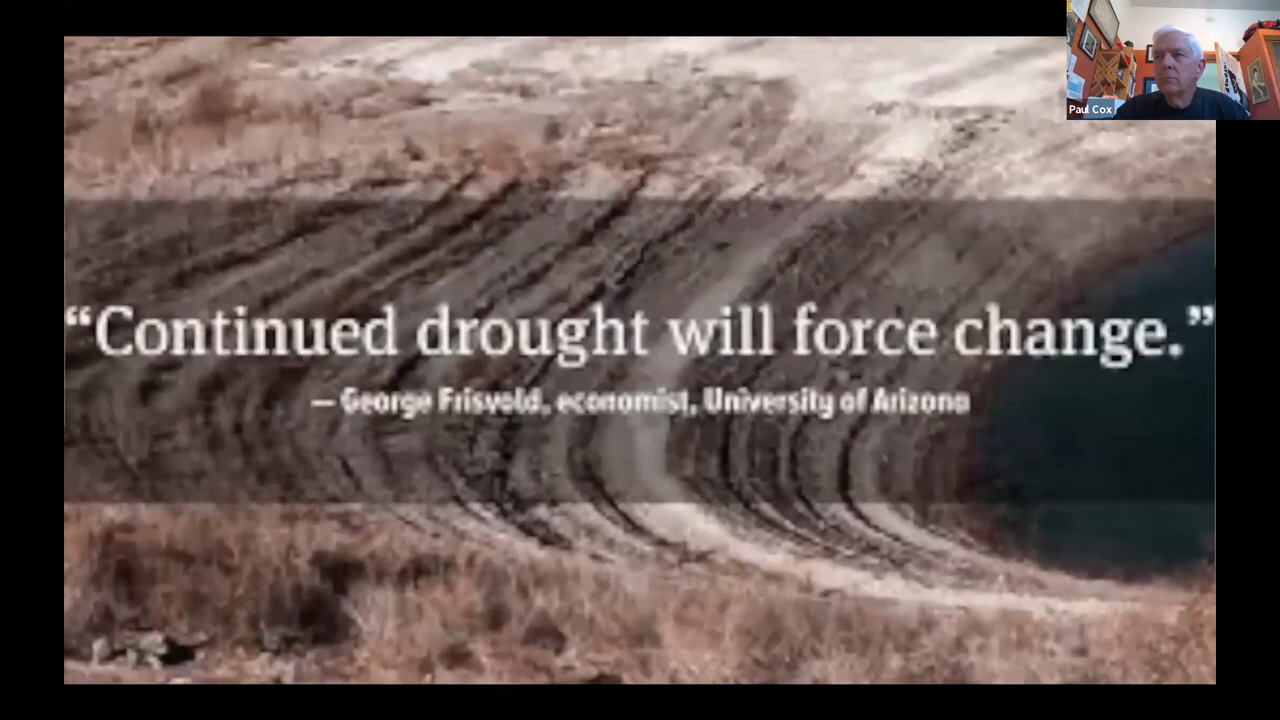 Paul Cox
“Continued drought will force change.”
— George Frisvold, economist, University of Arizona